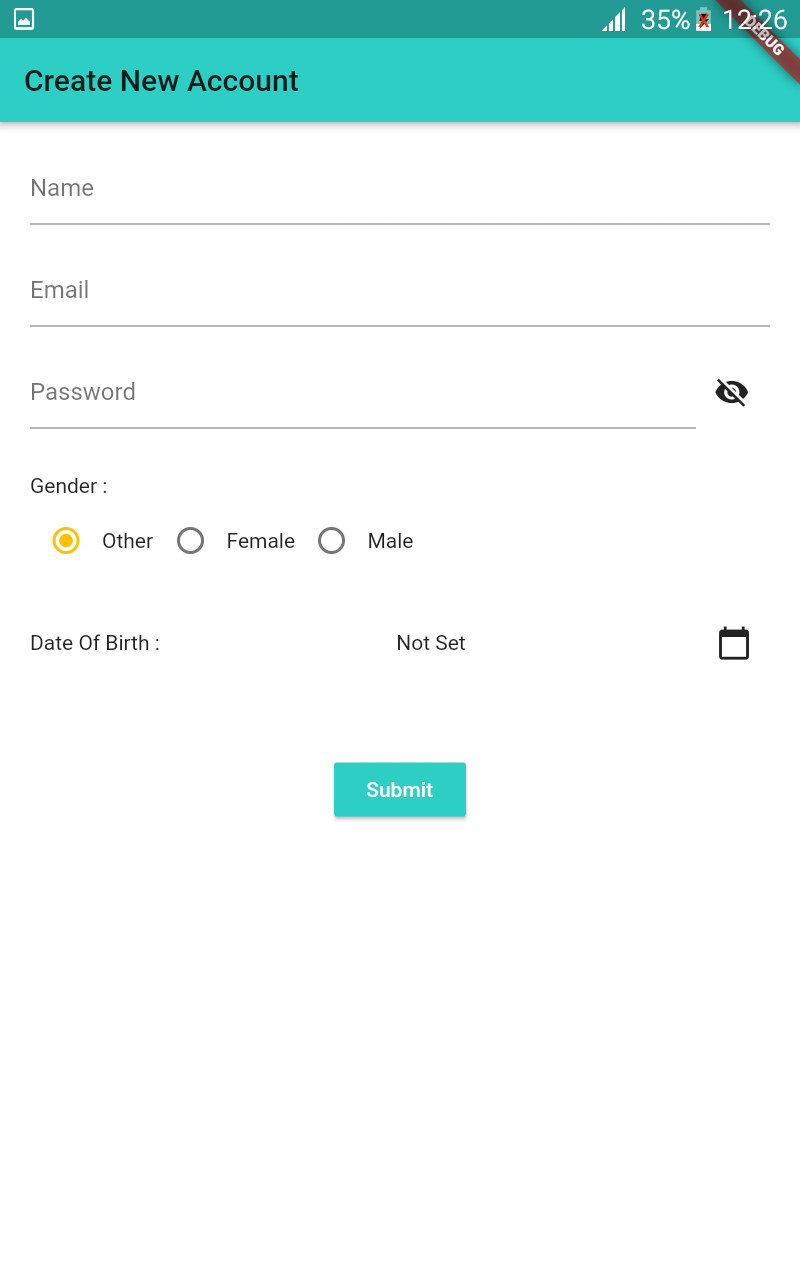 35% 12:26
DEBUG
Create New Account
Name
Email
Password
Gender :
Other Female Male
Date Of Birth : Not Set
Submit